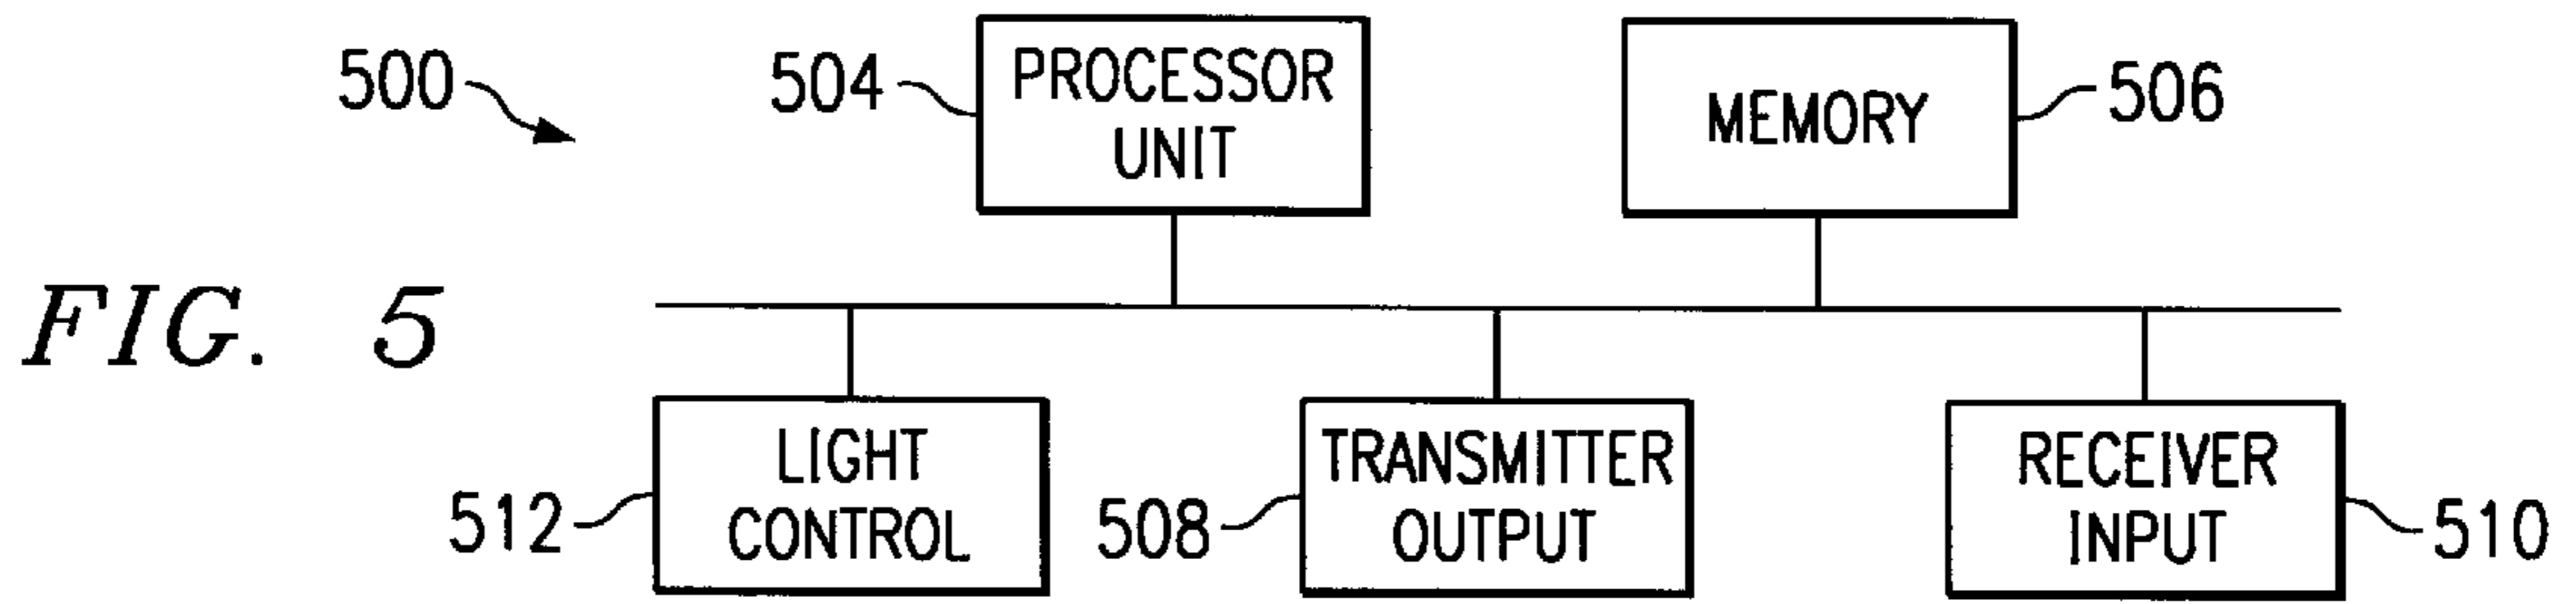 500
504
PROCESSOR
UNIT
MEMORY
506
FIG. 5
512
LIGHT
CONTROL
508
TRANSMITTER
OUTPUT
RECEIVER
INPUT
510